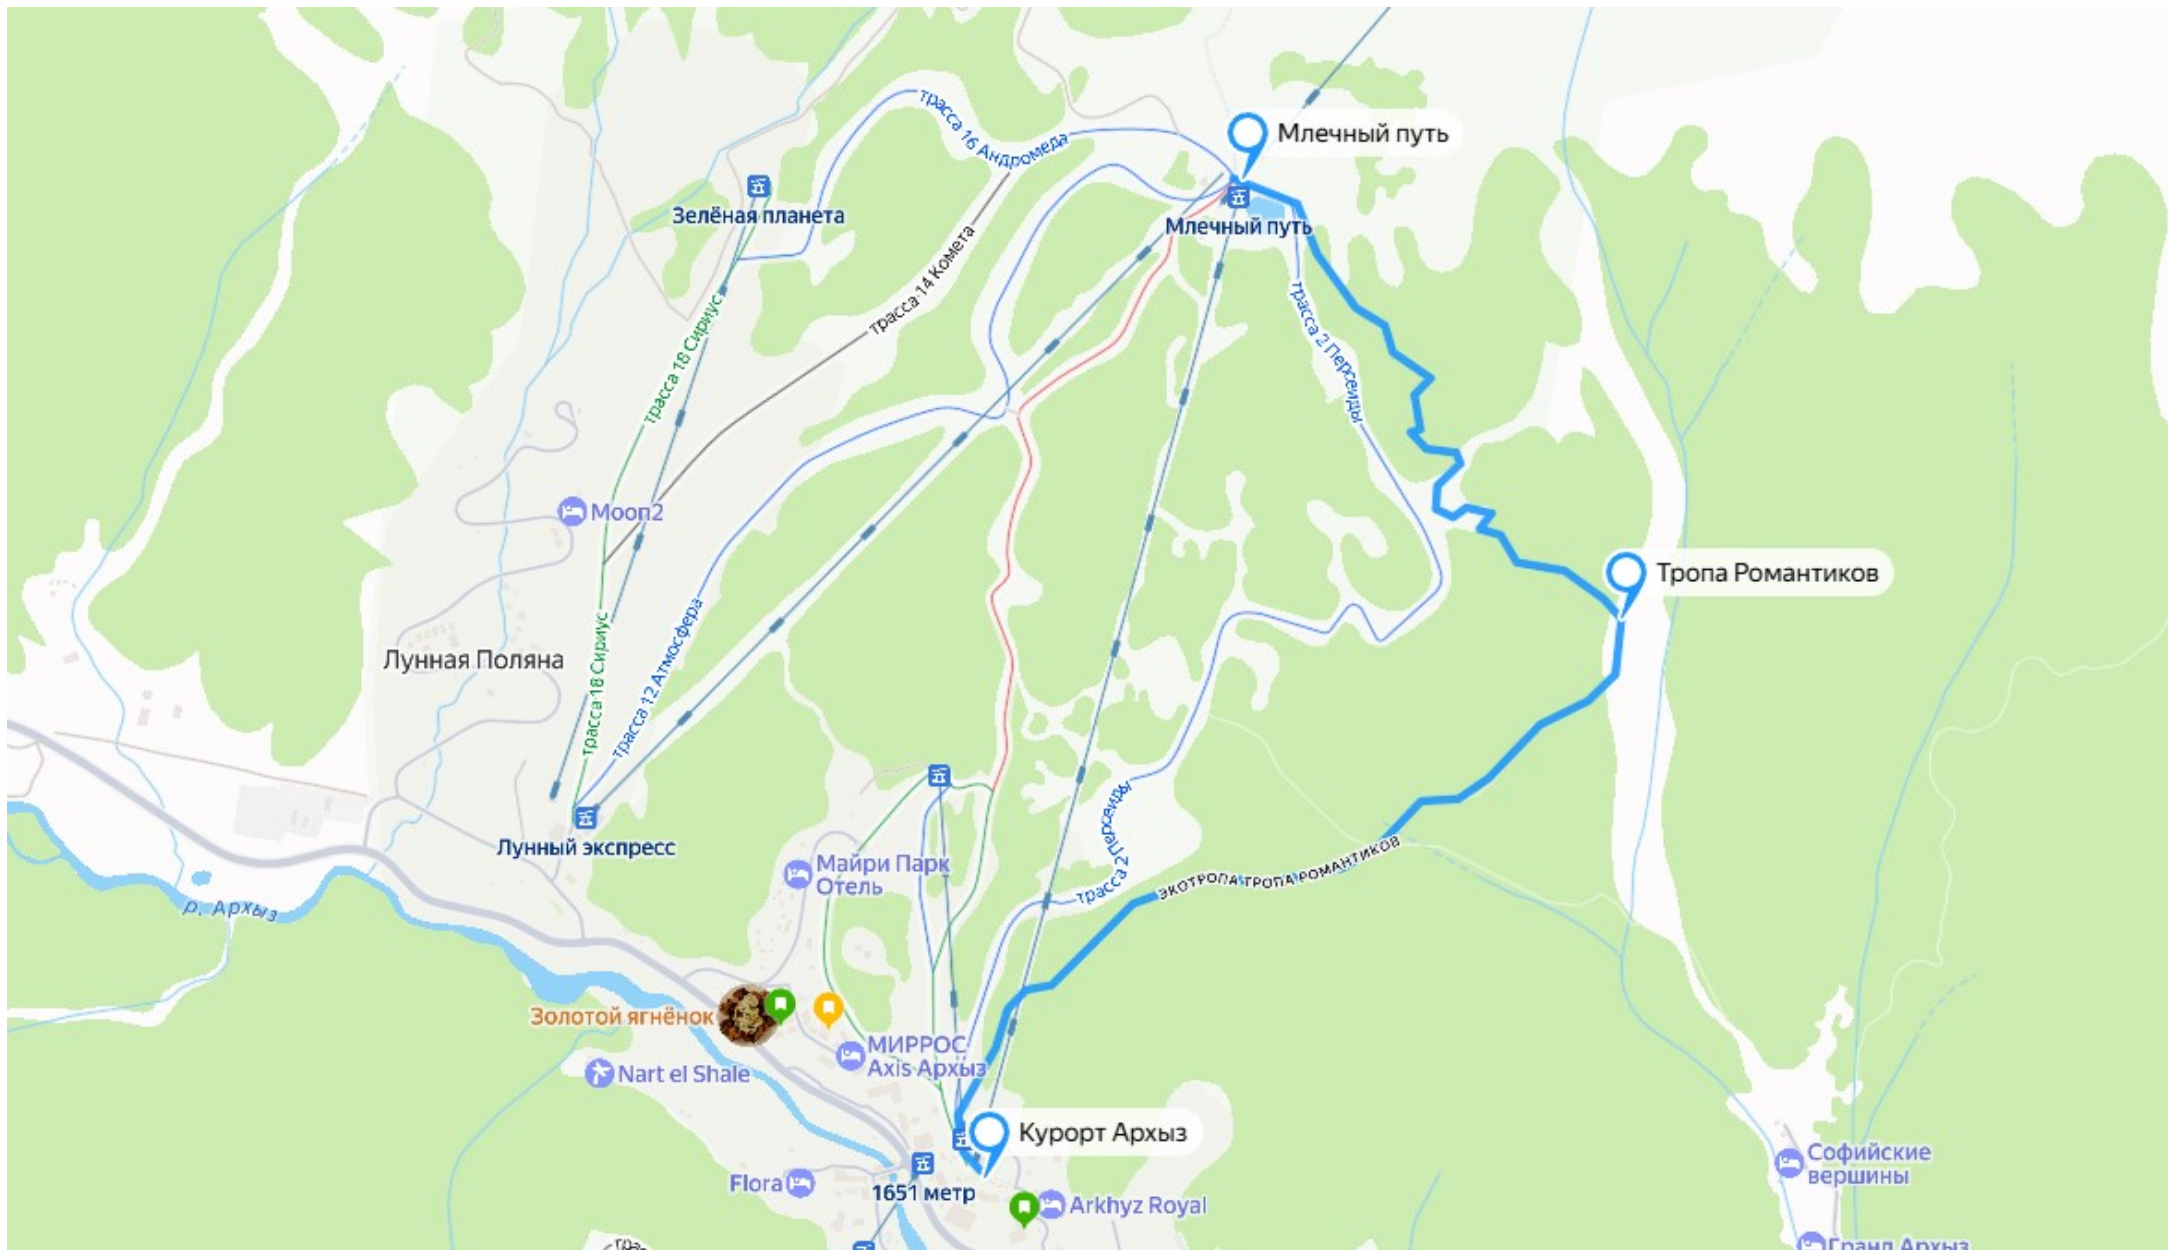 трасса 16 Андромеда
Млечный путь
Зелёная планета
Млечный путь
трасса 14 Комета
трасса 18 Сириус
трасса 2 Персеиды
Moon2
Тропа Романтиков
Лунная Поляна
трасса 18 Сириус
трасса 12 Атмосфера
трасса 2 Персеиды
Лунный экспресс
Майри Парк
Отель
ЭКОТРОПА ТРОПА РОМАНТИКОВ
трасса 2
р. Архыз
Золотой ягнёнок
МИРРОС
Axis Архыз
Nart el Shale
Курорт Архыз
Flora
1651 метр
Arkhyz Royal
Софийские
вершины
Гранд Архыз